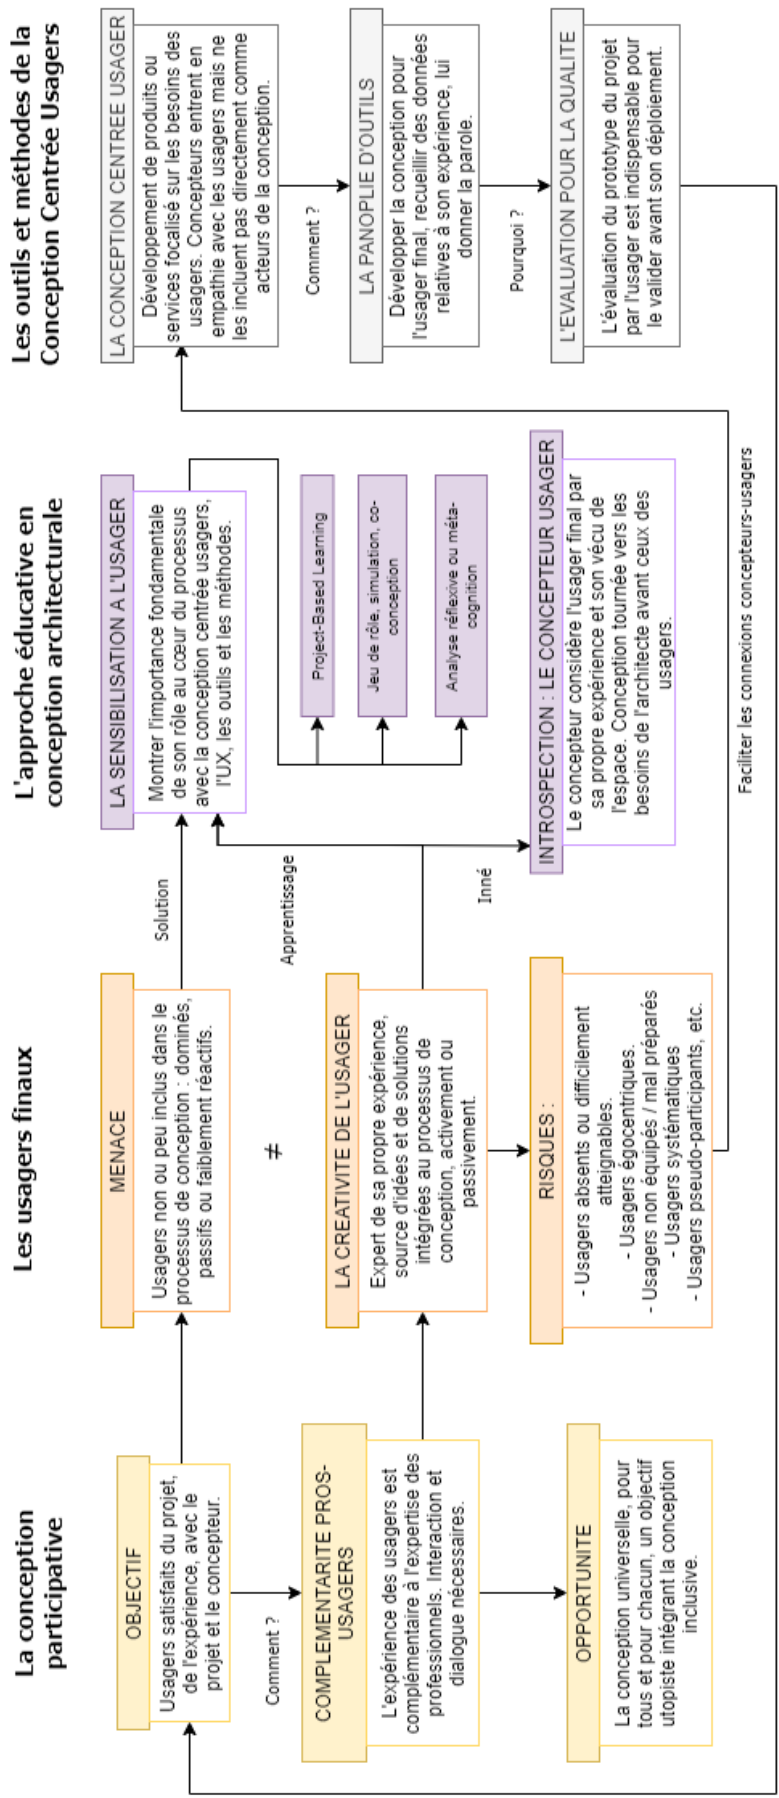 La conception
participative
OBJECTIF
Usagers satisfaits du projet,
de l'expérience, avec le
projet et le concepteur.
Comment ?
COMPLEMENTARITE PROS-
USAGERS
L'expérience des usagers est
complémentaire à l'expertise des
professionnels. Interaction et
dialogue nécessaires.
OPPORTUNITE
La conception universelle, pour
tous et pour chacun, un objectif
utopiste intégrant la conception
inclusive.
Les usagers finaux
MENACE
Usagers non ou peu inclus dans le
processus de conception : dominés,
passifs ou faiblement réactifs.
≠
LA CREATIVITE DE L'USAGER
Expert de sa propre expérience,
source d'idées et de solutions
intégrées au processus de
conception, activement ou
passivement.
RISQUES :
- Usagers absents ou difficilement
atteignables.
- Usagers égocentriques.
- Usagers non équipés / mal préparés
- Usagers systématiques
- Usagers pseudo-participants, etc.
Solution
Apprentissage
Inné
L'approche éducative en
conception architecturale
LA SENSIBILISATION A L'USAGER
Montrer l'importance fondamentale
de son rôle au cœur du processus
avec la conception centrée usagers,
l'UX, les outils et les méthodes.
Project-Based Learning
Jeu de rôle, simulation, co-
conception
Analyse réflexive ou méta-
cognition
INTROSPECTION : LE CONCEPTEUR USAGER
Le concepteur considère l'usager final par
sa propre expérience et son vécu de
l'espace. Conception tournée vers les
besoins de l'architecte avant ceux des
usagers.
Faciliter les connexions concepteurs-usagers
Les outils et méthodes de la
Conception Centrée Usagers
LA CONCEPTION CENTREE USAGER
Développement de produits ou
services focalisé sur les besoins des
usagers. Concepteurs entrent en
empathie avec les usagers mais ne
les incluent pas directement comme
acteurs de la conception.
Comment ?
LA PANOPLIE D'OUTILS
Développer la conception pour
l'usager final, recueillir des données
relatives à son expérience, lui
donner la parole.
Pourquoi ?
L'EVALUATION POUR LA QUALITE
L'évaluation du prototype du projet
par l'usager est indispensable pour
le valider avant son déploiement.